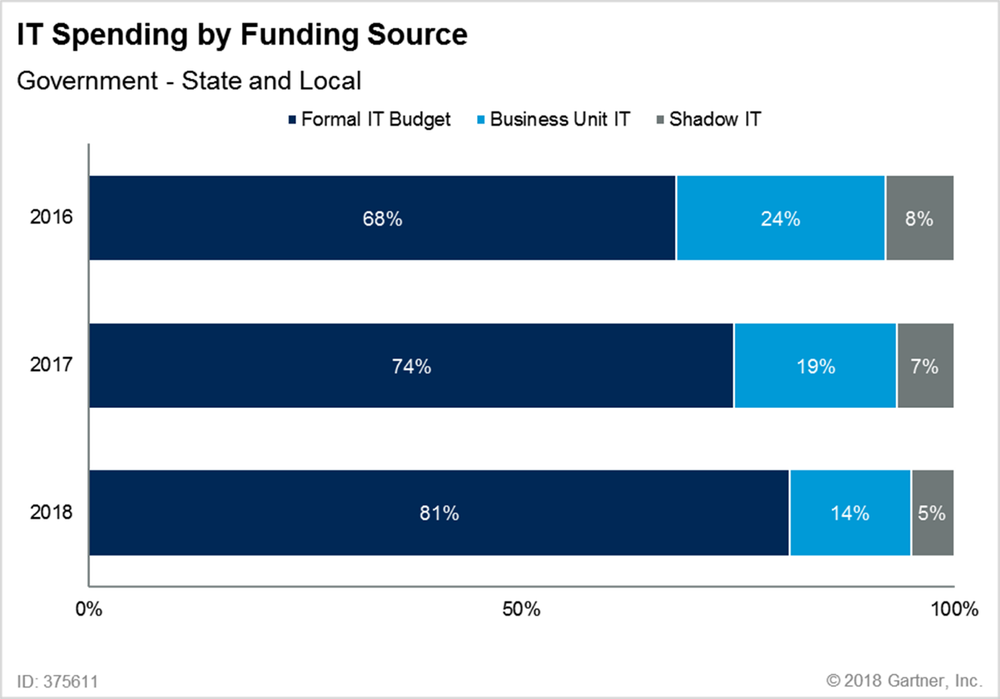 IT Spending by Funding Source
Government - State and Local
Formal IT Budget Business Unit IT Shadow IT
2016 68% 24% 8%
2017 74% 19% 7%
2018 81% 14% 5%
0% 50% 100%
ID: 375611 © 2018 Gartner, Inc.